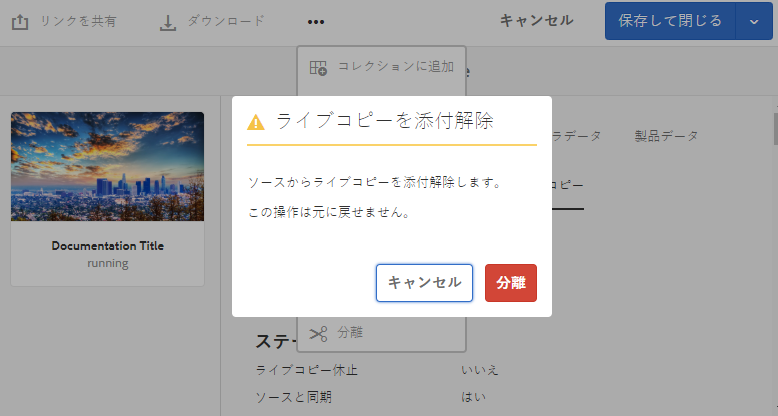 リンクを共有 ダウンロード ••• キャンセル 保存して閉じる
コレクションに追加
ライブコピーを添付解除
ラデータ 製品データ
ソースからライブコピーを添付解除します。
コピー
この操作は元に戻せません。
Documentation Title
running
キャンセル 分離
分離
ステー
ライブコピー休止 いいえ
ソースと同期 はい